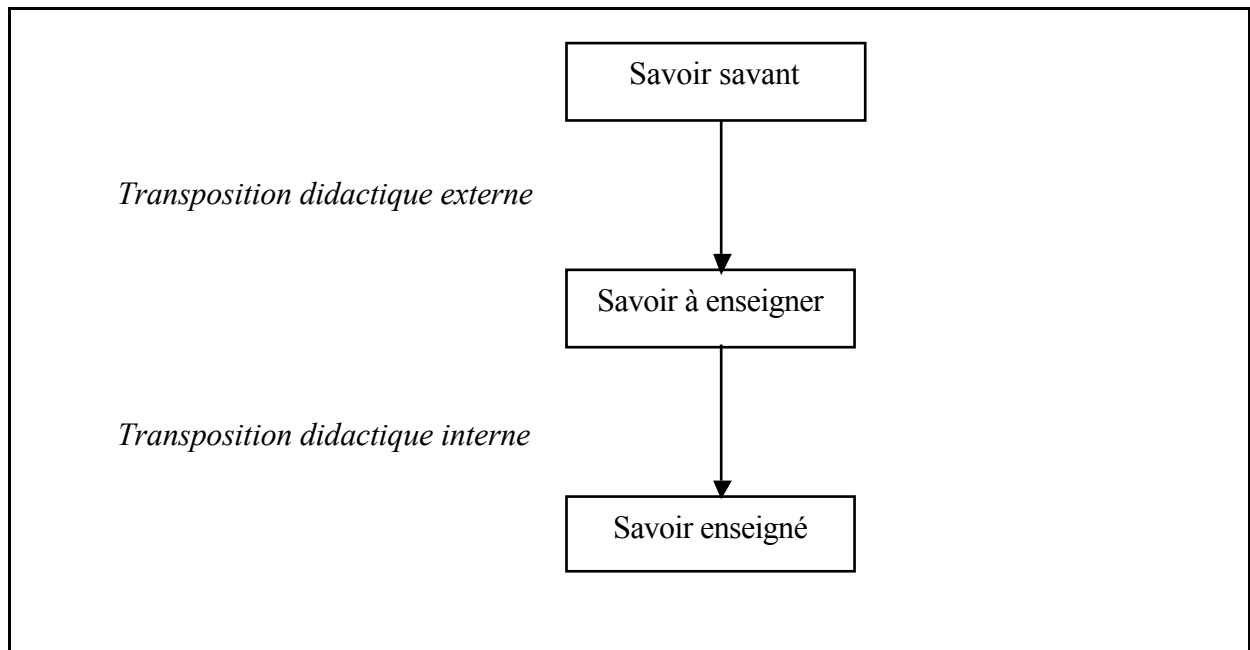 Savoir savant
Transposition didactique externe
Savoir à enseigner
Transposition didactique interne
Savoir enseigné